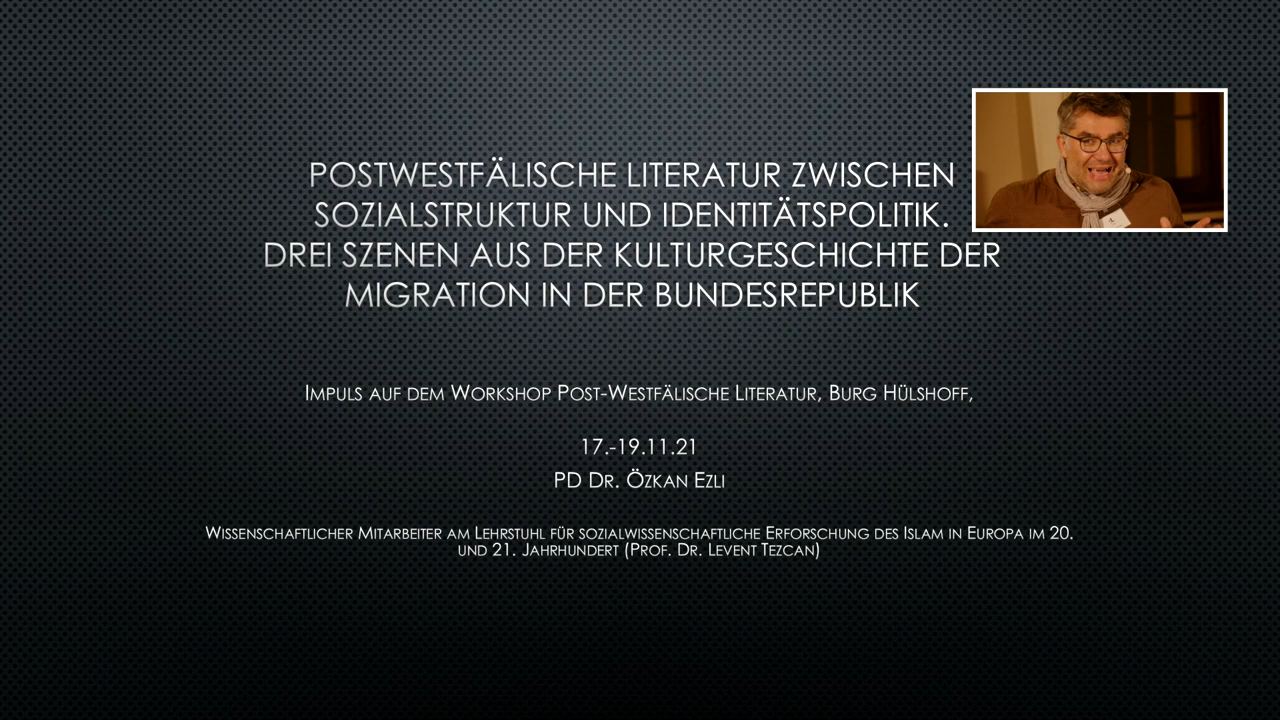 POSTWESTFÄLISCHE LITERATUR ZWISCHEN
SOZIALSTRUKTUR UND IDENTITÄTSPOLITIK.
DREI SZENEN AUS DER KULTURGESCHICHTE DER
MIGRATION IN DER BUNDESREPUBLIK
IMPULS AUF DEM WORKSHOP POST-WESTFÄLISCHE LITERATUR, BURG HÜLSHOFF,
17.-19.11.21
PD DR. ÖZKAN EZLI
WISSENSCHAFTLICHER MITARBEITER AM LEHRSTUHL FÜR SOZIALWISSENSCHAFTLICHE ERFORSCHUNG DES ISLAM IN EUROPA IM 20.
UND 21. JAHRHUNDERT (PROF. DR. LEVENT TEZCAN)